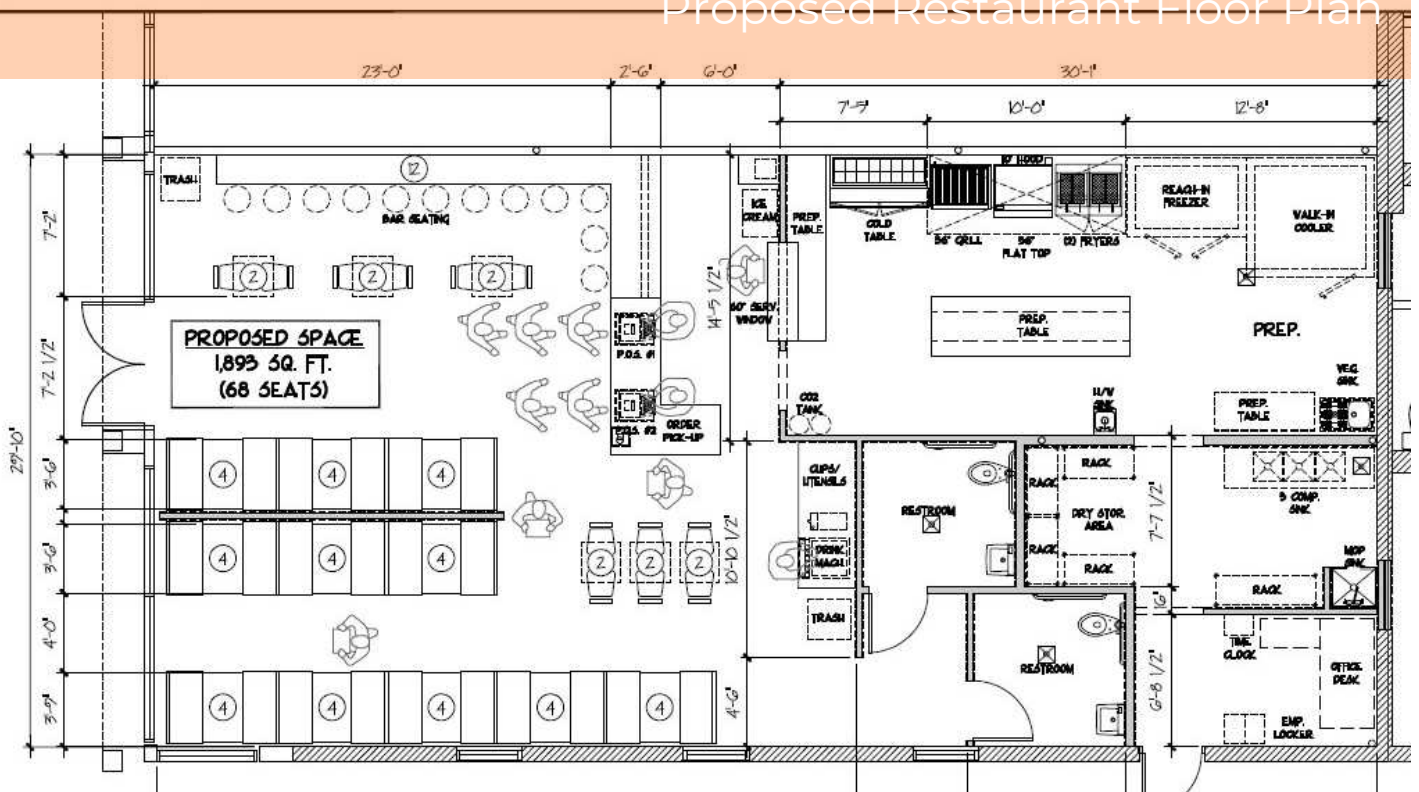 Proposed Restaurant Floor Plan
23'-0"
2'-6"
6'-0"
30'-1"
7'-5"
10'-0"
12'-8"
TRASH
12
BAR SEATING
ICE
CREAM
PREP.
TABLE
COLD
TABLE
36" GRILL
10' HOOD
36"
FLAT TOP
(2) FRYERS
REACH-IN
FREEZER
WALK-IN
COOLER
7'-2"
2
2
2
14'-5 1/2"
60" SERV.
WINDOW
PROPOSED SPACE
1,893 SQ. FT.
(68 SEATS)
P.O.S. #1
PREP.
TABLE
PREP.
7'-2 1/2"
29'-10"
P.O.S. #2
ORDER
PICK-UP
CO2
TANK
H/W
SINK
PREP.
TABLE
VEG.
SINK
3'-6"
4
4
4
CUPS/
UTENSILS
RESTROOM
RACK
RACK
DRY STOR.
AREA
RACK
RACK
7'-7 1/2"
3 COMP.
SINK
MOP
SINK
RACK
3'-6"
4
4
4
2
2
2
10'-10 1/2"
DRINK
MACH.
TRASH
4'-0"
16"
RESTROOM
TIME
CLOCK
OFFICE
DESK
EMP.
LOCKER
6'-8 1/2"
4
4
4
4
4
4'-6"